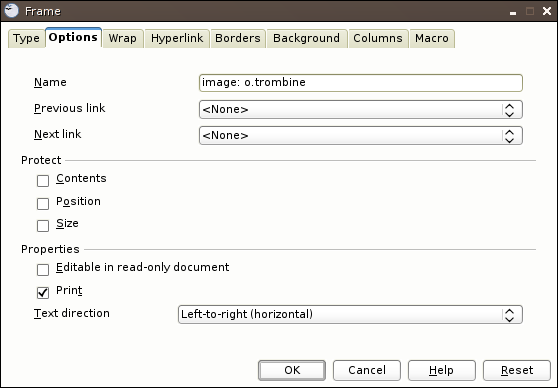 Frame
Type Options Wrap Hyperlink Borders Background Columns Macro
Name image: o.trombine
Previous link <None>
Next link <None>
Protect
Contents
Position
Size
Properties
Editable in read-only document
Print
Text direction Left-to-right (horizontal)
OK Cancel Help Reset